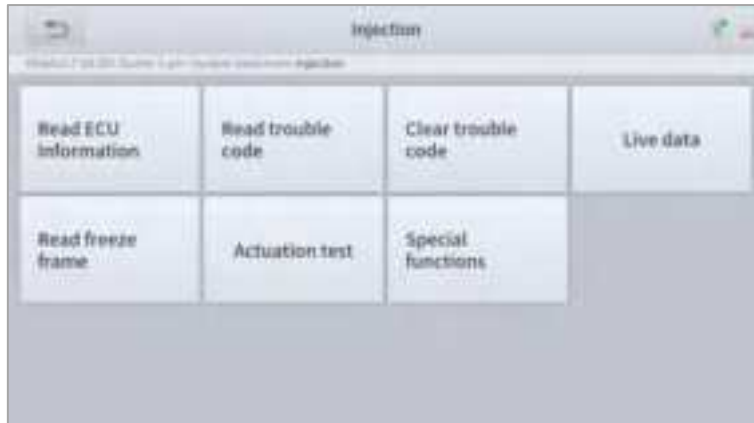 Injection
injection
Read ECU
Information
Read trouble
code
Clear trouble
code
Live data
Read freeze
frame
Actuation test
Special
functions